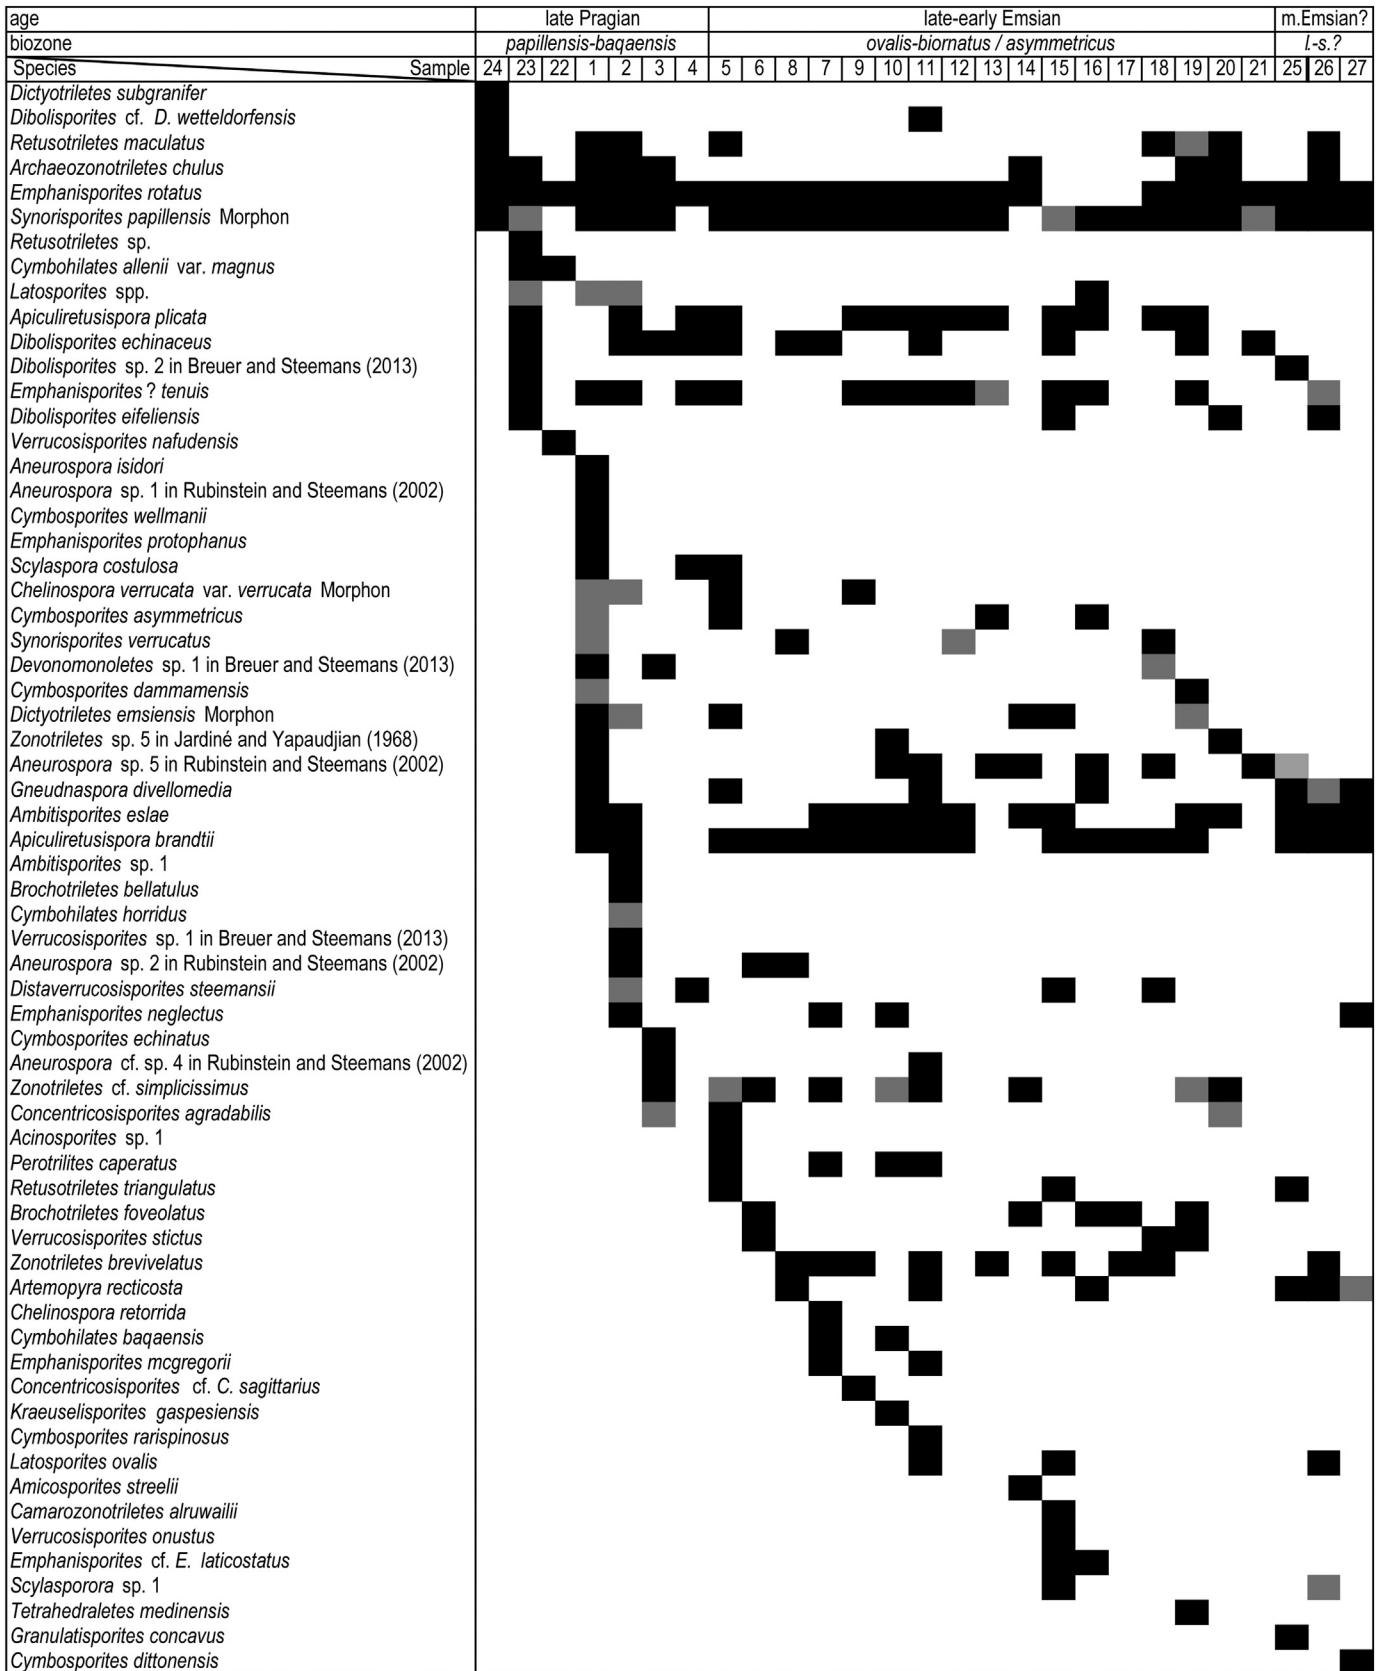 age late Pragian late-early Emsian m.Emsian?
biozone papillensis-baqaensis ovalis-biornatus / asymmetricus l.-s.?
Species Sample 24 23 22 1 2 3 4 5 6 8 7 9 10 11 12 13 14 15 16 17 18 19 20 21 25 26 27
Dictyotriletes subgranifer
Dibolisporites cf. D. wetteldorfensis
Retusotriletes maculatus
Archaeozonotriletes chulus
Emphanisporites rotatus
Synorisporites papillensis Morphon
Retusotriletes sp.
Cymbohilates allenii var. magnus
Latosporites spp.
Apiculiretusispora plicata
Dibolisporites echinaceus
Dibolisporites sp. 2 in Breuer and Steemans (2013)
Emphanisporites ? tenuis
Dibolisporites eifeliensis
Verrucosisporites nafudensis
Aneurospora isidori
Aneurospora sp. 1 in Rubinstein and Steemans (2002)
Cymbosporites wellmanii
Emphanisporites protophanus
Scylaspora costulosa
Chelinospora verrucata var. verrucata Morphon
Cymbosporites asymmetricus
Synorisporites verrucatus
Devonomonoletes sp. 1 in Breuer and Steemans (2013)
Cymbosporites dammamensis
Dictyotriletes emsiensis Morphon
Zonotriletes sp. 5 in Jardiné and Yapaudjian (1968)
Aneurospora sp. 5 in Rubinstein and Steemans (2002)
Gneudnaspora divellomedia
Ambitisporites eslae
Apiculiretusispora brandtii
Ambitisporites sp. 1
Brochotriletes bellatulus
Cymbohilates horridus
Verrucosisporites sp. 1 in Breuer and Steemans (2013)
Aneurospora sp. 2 in Rubinstein and Steemans (2002)
Distaverrucosisporites steemansii
Emphanisporites neglectus
Cymbosporites echinatus
Aneurospora cf. sp. 4 in Rubinstein and Steemans (2002)
Zonotriletes cf. simplicissimus
Concentricosisporites agradabilis
Acinosporites sp. 1
Perotrilites caperatus
Retusotriletes triangulatus
Brochotriletes foveolatus
Verrucosisporites stictus
Zonotriletes brevivelatus
Artemopyra recticosta
Chelinospora retorrida
Cymbohilates baqaensis
Emphanisporites mcgregorii
Concentricosisporites cf. C. sagittarius
Kraeuselisporites gaspesiensis
Cymbosporites rarispinosus
Latosporites ovalis
Amicosporites streelii
Camarozonotriletes alruwailii
Verrucosisporites onustus
Emphanisporites cf. E. laticostatus
Scylasporora sp. 1
Tetrahedraletes medinensis
Granulatisporites concavus
Cymbosporites dittonensis